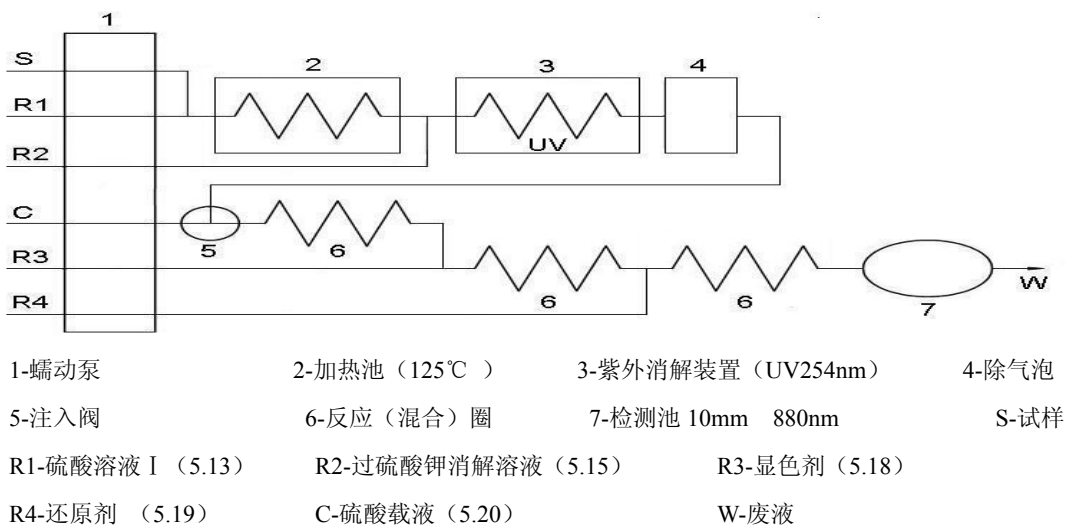 1
S
2
3
4
R1
UV
R2
C
5
6
R3
6
6
W
R4
7
1-蠕动泵 2-加热池（125℃ ） 3-紫外消解装置（UV254nm） 4-除气泡
5-注入阀 6-反应（混合）圈 7-检测池 10mm 880nm S-试样
R1-硫酸溶液Ⅰ（5.13） R2-过硫酸钾消解溶液（5.15） R3-显色剂（5.18）
R4-还原剂 （5.19） C-硫酸载液（5.20） W-废液